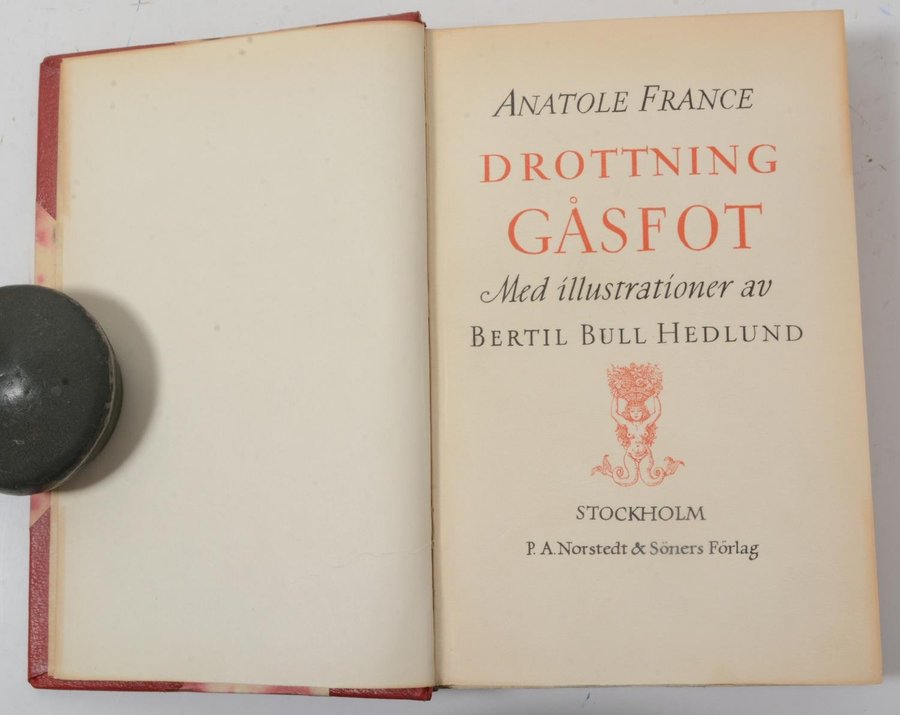 ANATOLE FRANCE
DROTTNING
GÅSFOT
Med illustrationer av
BERTIL BULL HEDLUND
STOCKHOLM
P. A. Norstedt & Söners Förlag